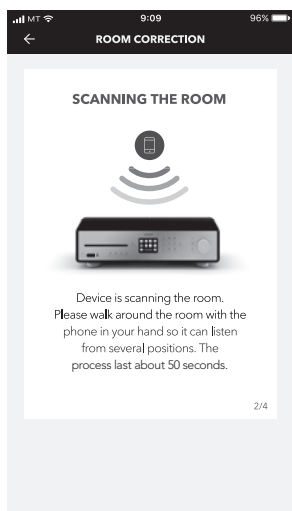 MT 9:09 96%
ROOM CORRECTION
SCANNING THE ROOM
Device is scanning the room.
Please walk around the room with the
phone in your hand so it can listen
from several positions. The
process last about 50 seconds.
2/4